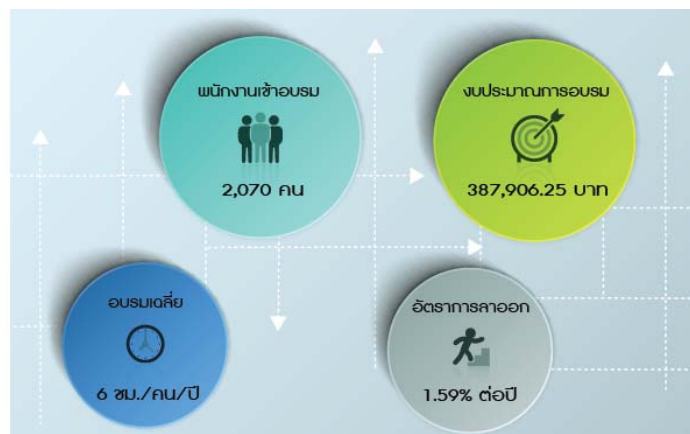 พนักงานเข้าอบรม
2,070 คน
งบประมาณการอบรม
387,906.25 บาท
อบรมเฉลี่ย
6 ชม./คน/ปี
อัตราการลาออก
1.59% ต่อปี